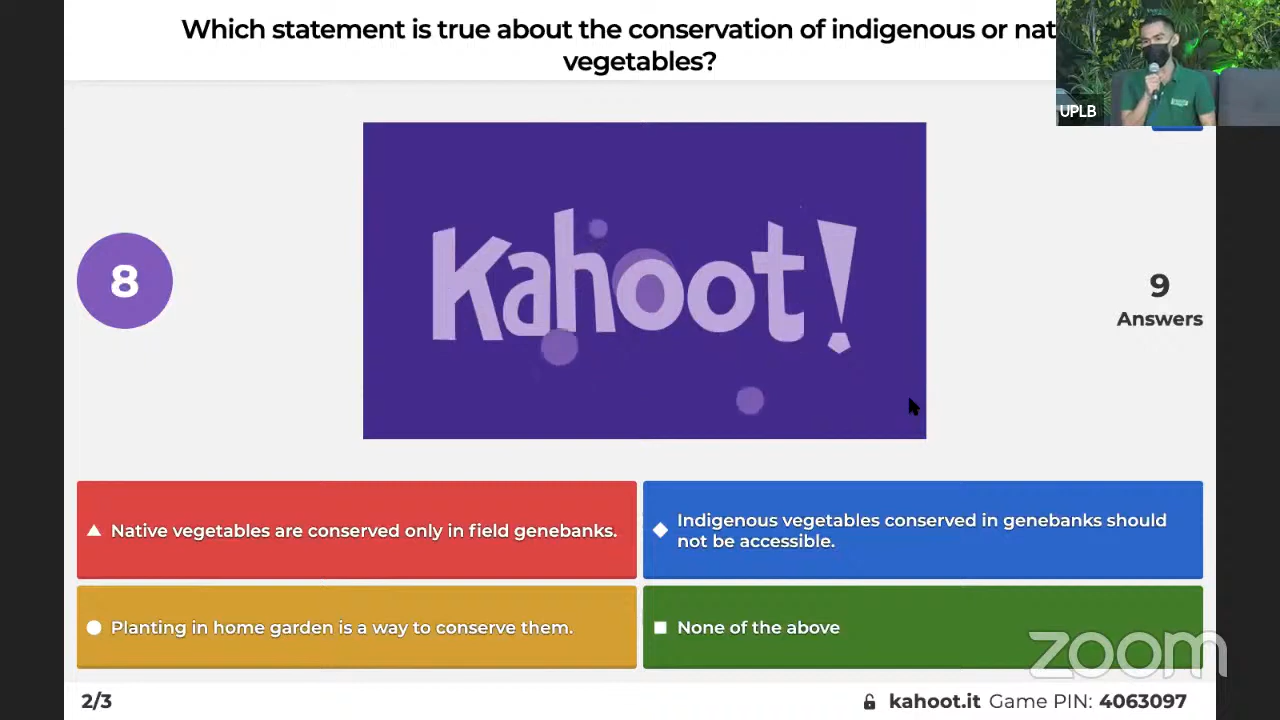 Which statement is true about the conservation of indigenous or nat
vegetables?
UPLB
8
Kahoot!
9
Answers
Native vegetables are conserved only in field genebanks.
Indigenous vegetables conserved in genebanks should
not be accessible.
Planting in home garden is a way to conserve them.
None of the above
zoom
2/3
kahoot.it Game PIN: 4063097